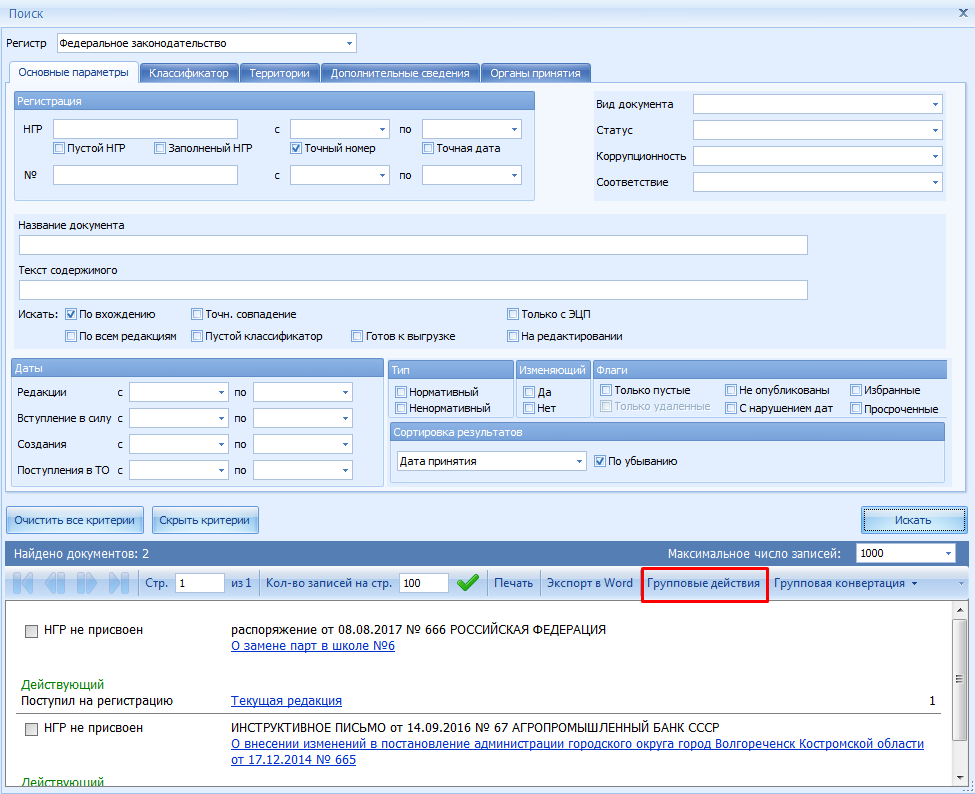 Поиск
Регистр Федеральное законодательство
Основные параметры Классификатор Территории Дополнительные сведения Органы принятия
Регистрация
НГР с по
Пустой НГР Заполненый НГР Точный номер Точная дата
№ с по
Вид документа
Статус
Коррупционность
Соответствие
Название документа
Текст содержимого
Искать: По вхождению Точн. совпадение Только с ЭЦП
По всем редакциям Пустой классификатор Готов к выгрузке На редактировании
Даты
Редакции с по
Вступление в силу с по
Создания с по
Поступления в ТО с по
Тип
Нормативный
Ненормативный
Изменяющий
Да
Нет
Флаги
Только пустые Не опубликованы Избранные
Только удаленные С нарушением дат Просроченные
Сортировка результатов
Дата принятия По убыванию
Очистить все критерии Скрыть критерии Искать
Найдено документов: 2 Максимальное число записей: 1000
Стр. 1 из 1 Кол-во записей на стр. 100 Печать Экспорт в Word Групповые действия Групповая конвертация
НГР не присвоен распоряжение от 08.08.2017 № 666 РОССИЙСКАЯ ФЕДЕРАЦИЯ
О замене парт в школе №6
Действующий
Поступил на регистрацию Текущая редакция 1
НГР не присвоен ИНСТРУКТИВНОЕ ПИСЬМО от 14.09.2016 № 67 АГРОПРОМЫШЛЕННЫЙ БАНК СССР
О внесении изменений в постановление администрации городского округа город Волгореченск Костромской области
от 17.12.2014 № 665
Действующий